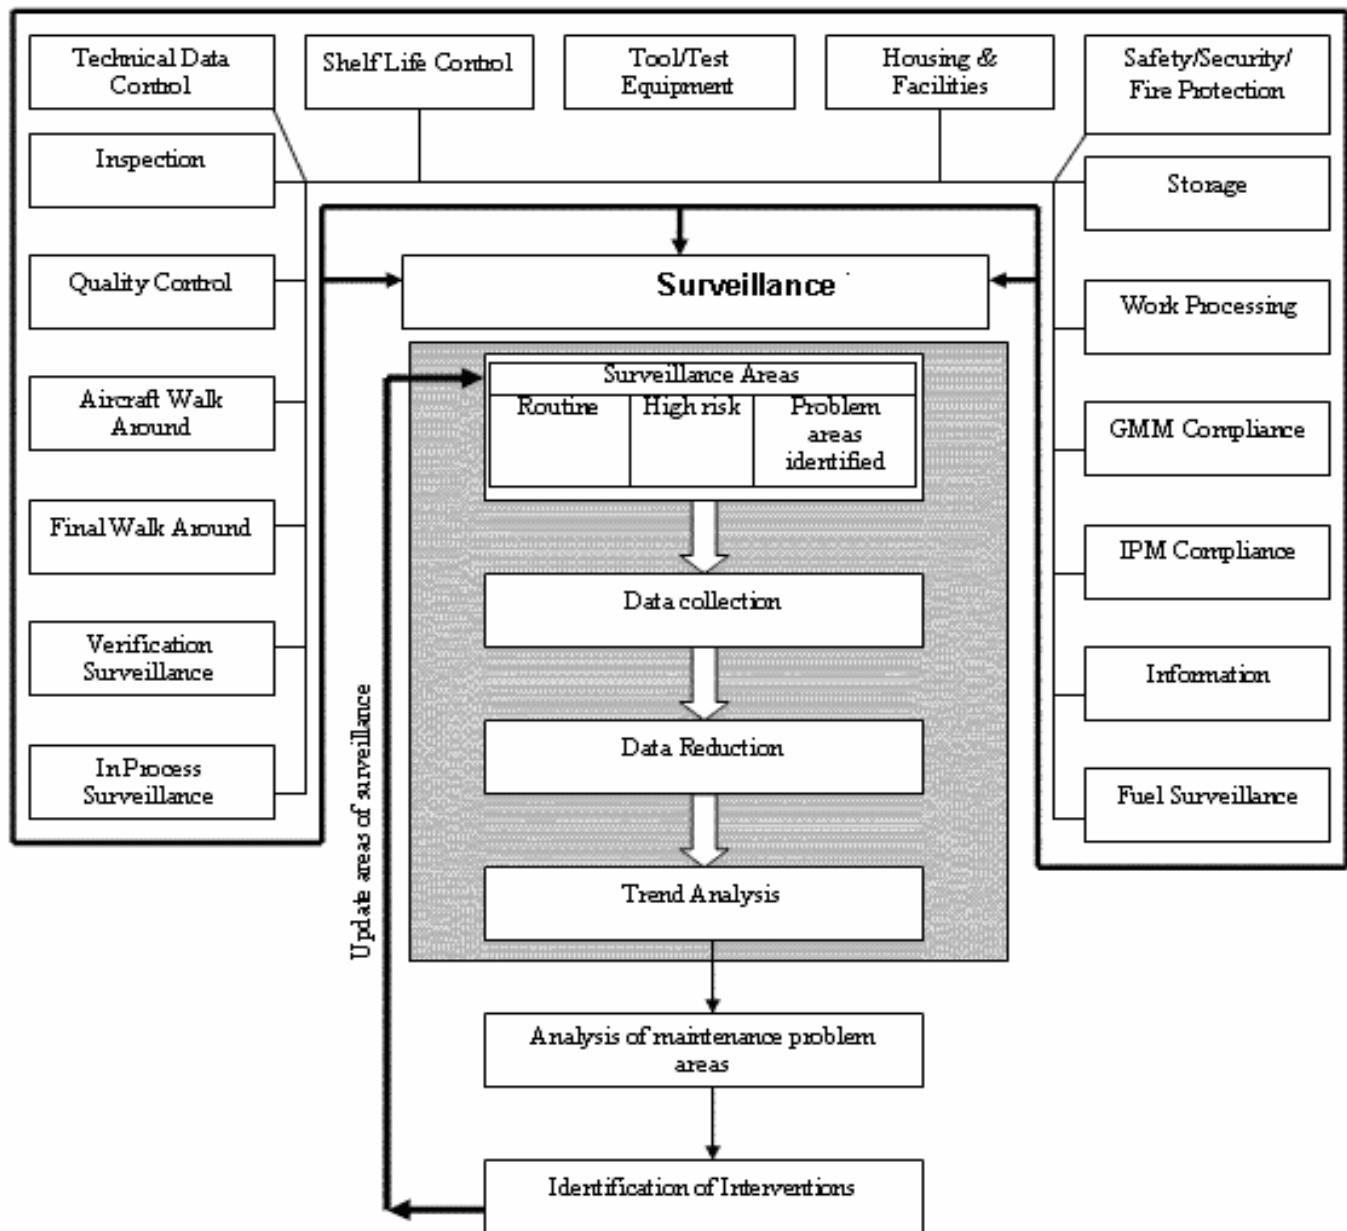 Technical Data
Control
Shelf Life Control
Tool/Test
Equipment
Housing &
Facilities
Safety/Security/
Fire Protection
Inspection
Storage
Quality Control
Surveillance
Work Processing
Surveillance Areas
Routine
High risk
Problem
areas
identified
Aircraft Walk
Around
GMM Compliance
Final Walk Around
IPM Compliance
Data collection
Verification
Surveillance
Information
Update areas of surveillance
Data Reduction
In Process
Surveillance
Fuel Surveillance
Trend Analysis
Analysis of maintenance problem
areas
Identification of Interventions